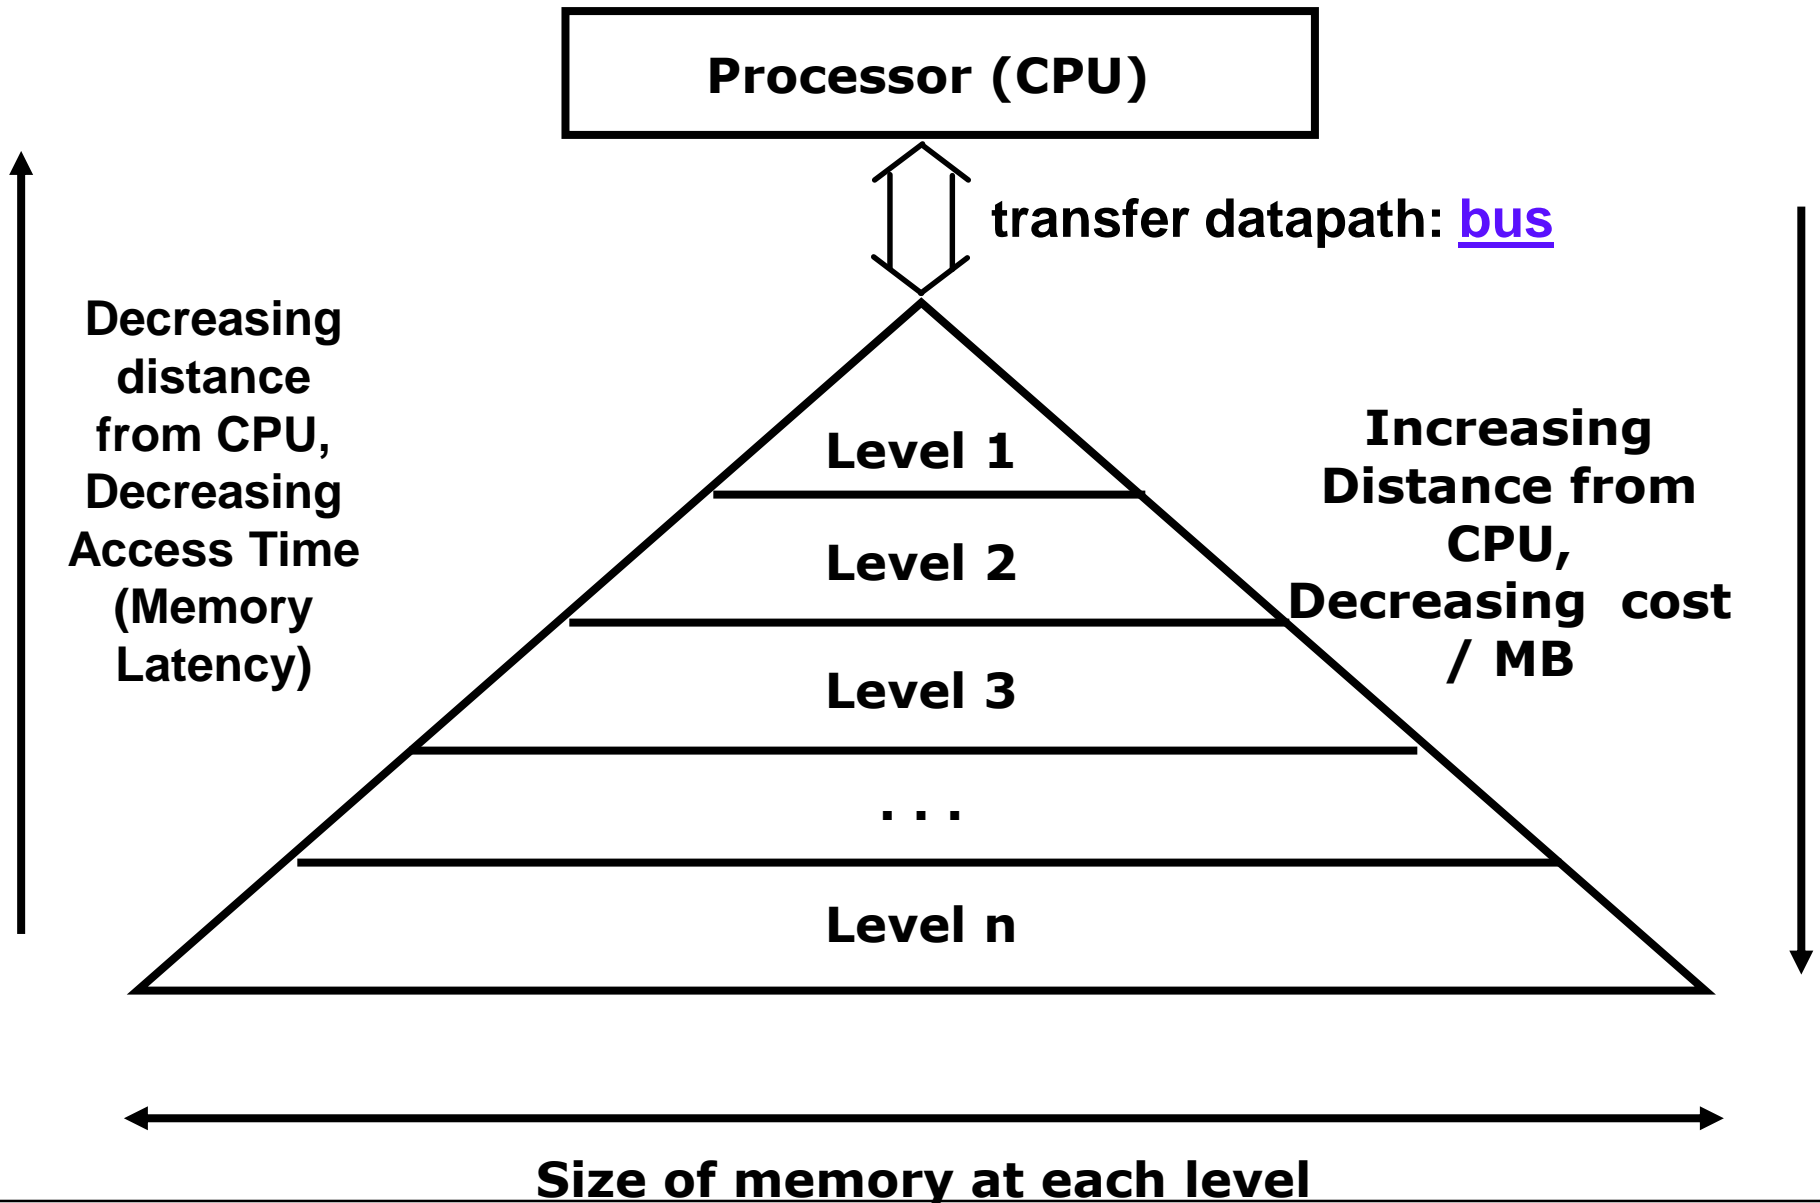 Processor (CPU)
transfer datapath: bus
Decreasing
distance
from CPU,
Decreasing
Access Time
(Memory
Latency)
Level 1
Level 2
Level 3
. . .
Level n
Increasing
Distance from
CPU,
Decreasing cost
/ MB
Size of memory at each level